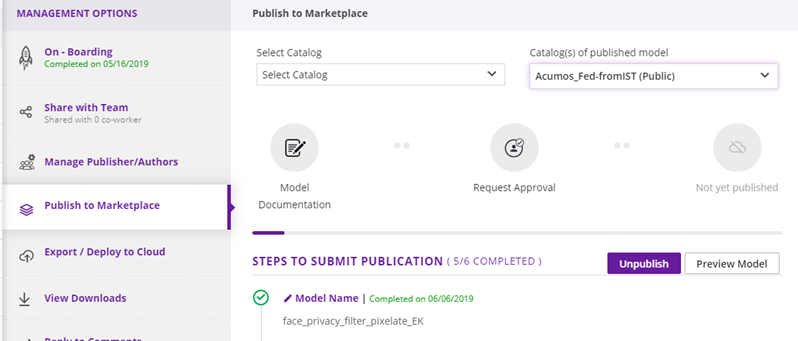 MANAGEMENT OPTIONS
On - Boarding
Completed on 05/16/2019
Share with Team
Shared with 0 co-worker
Manage Publisher/Authors
Publish to Marketplace
Export / Deploy to Cloud
View Downloads
Reply to Comments
Publish to Marketplace
Select Catalog
Catalog(s) of published model
Select Catalog
Acumos_Fed-fromIST (Public)
Model
Documentation
Request Approval
Not yet published
STEPS TO SUBMIT PUBLICATION ( 5/6 COMPLETED )
Unpublish
Preview Model
Model Name | Completed on 06/06/2019
face_privacy_filter_pixelate_EK